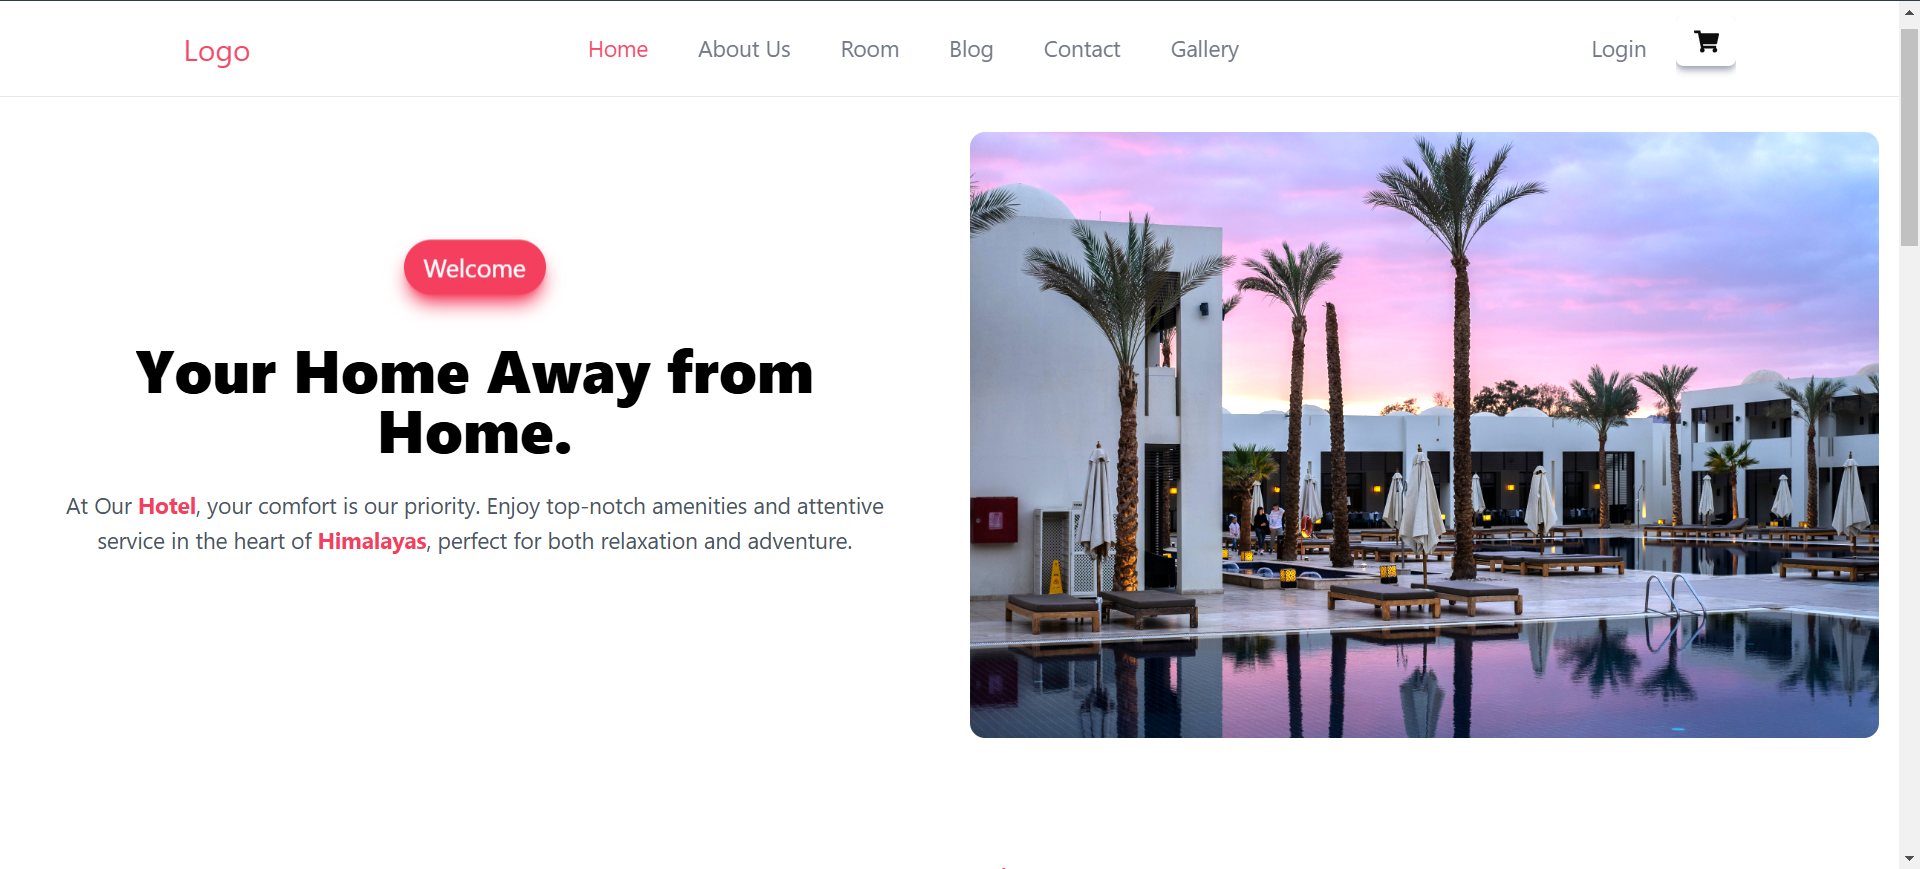 Logo
Home About Us Room Blog Contact Gallery
Login
Welcome
Your Home Away from
Home.
At Our Hotel, your comfort is our priority. Enjoy top-notch amenities and attentive
service in the heart of Himalayas, perfect for both relaxation and adventure.